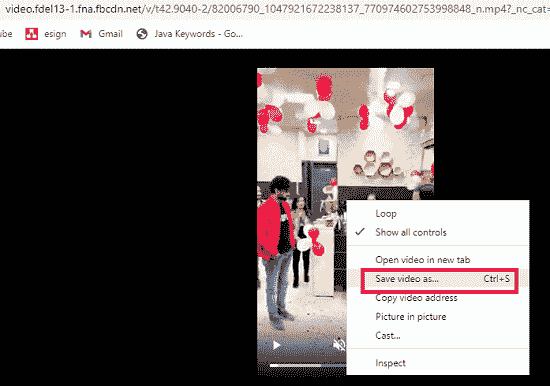 video.fdel13-1.fna.fbcdn.net/v/t42.9040-2/82006790_1047921672238137_770974602753998848_n.mp4?_nc_cat=
ube esign Gmail Java Keywords - Go...
Loop
Show all controls
Open video in new tab
Save video as... Ctrl+S
Copy video address
Picture in picture
Cast...
Inspect